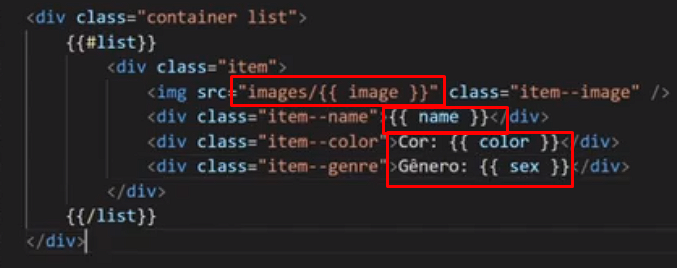 <div class="container list">
{{#list}}
<div class="item">
<img src="images/{{ image }}" class="item--image" />
<div class="item--name">{{ name }}</div>
<div class="item--color">Cor: {{ color }}</div>
<div class="item--genre">Gênero: {{ sex }}</div>
</div>
{{/list}}
</div>